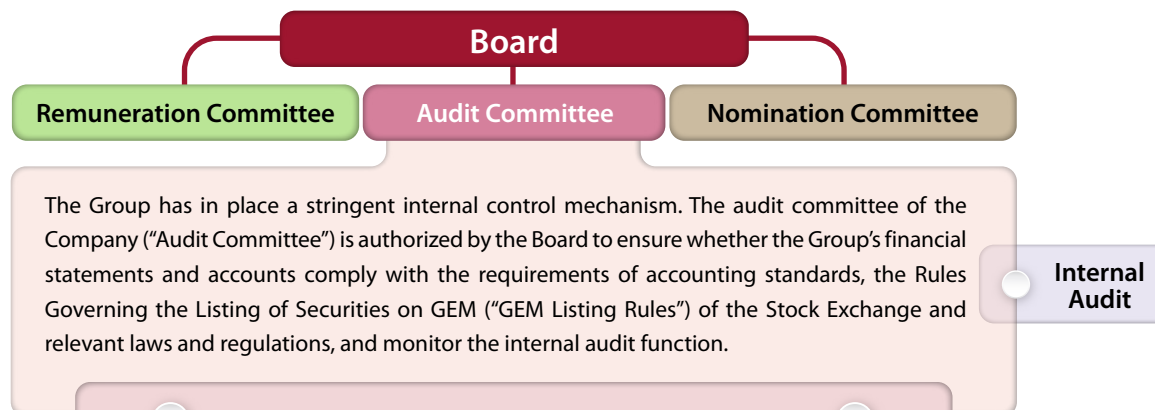 Board
Remuneration Committee
Audit Committee
Nomination Committee
The Group has in place a stringent internal control mechanism. The audit committee of the
Company (“Audit Committee”) is authorized by the Board to ensure whether the Group’s financial
statements and accounts comply with the requirements of accounting standards, the Rules
Governing the Listing of Securities on GEM (“GEM Listing Rules”) of the Stock Exchange and
relevant laws and regulations, and monitor the internal audit function.
Internal
Audit